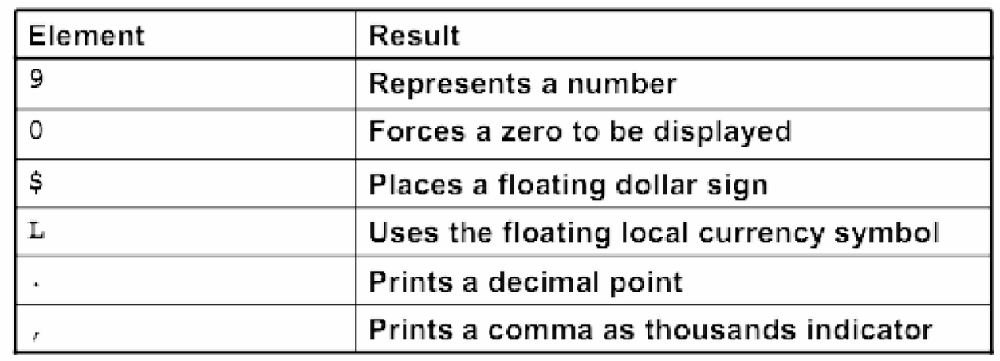 Element Result
9 Represents a number
0 Forces a zero to be displayed
$ Places a floating dollar sign
L Uses the floating local currency symbol
. Prints a decimal point
, Prints a comma as thousands indicator